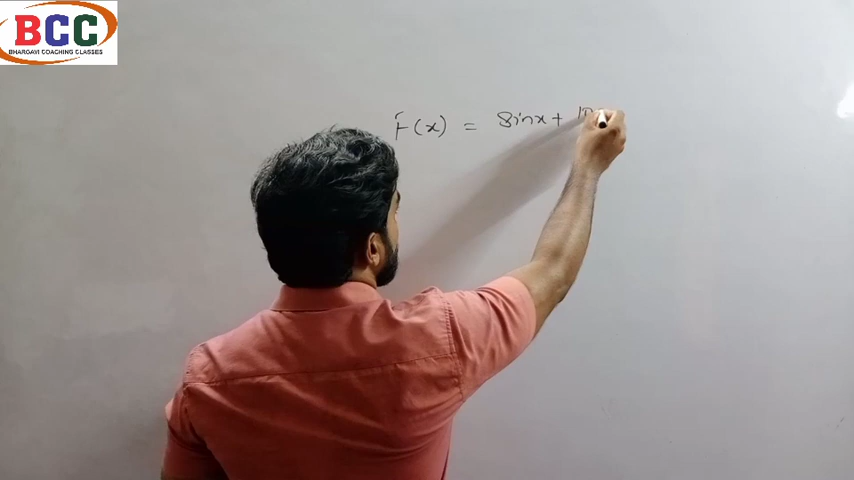 BCC
BHARGAVI COACHING CLASSES
F(x) = Sinx +